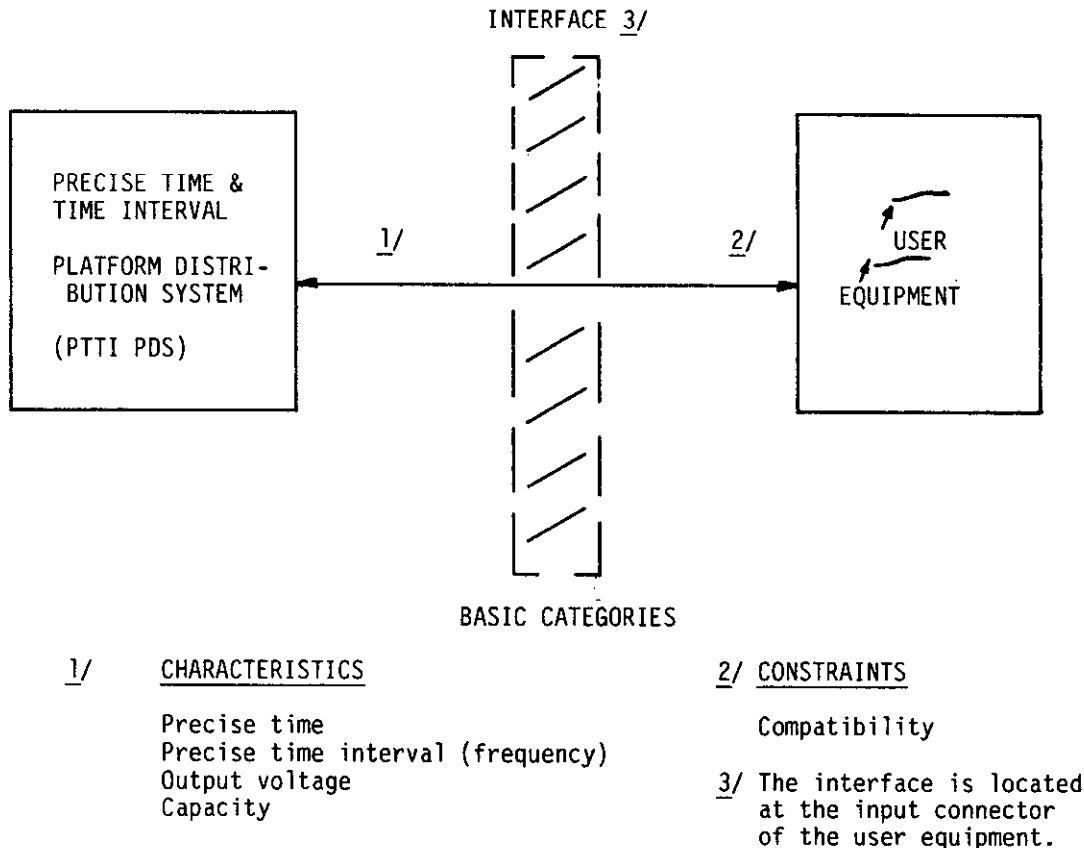 INTERFACE 3/
PRECISE TIME &
TIME INTERVAL
PLATFORM DISTRI-
BUTION SYSTEM
(PTTI PDS)
1/
2/
USER
EQUIPMENT
BASIC CATEGORIES
1/ CHARACTERISTICS
Precise time
Precise time interval (frequency)
Output voltage
Capacity
2/ CONSTRAINTS
Compatibility
3/ The interface is located
at the input connector
of the user equipment.